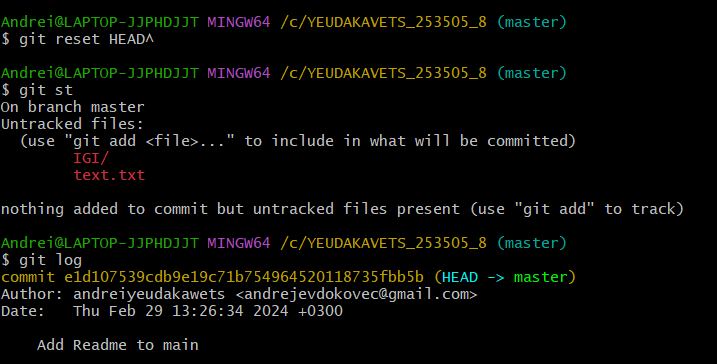 Andrei@LAPTOP-JJPHDJJT MINGW64 /c/YEUDAKAVETS_253505_8 (master)
$ git reset HEAD^
Andrei@LAPTOP-JJPHDJJT MINGW64 /c/YEUDAKAVETS_253505_8 (master)
$ git st
On branch master
Untracked files:
  (use "git add <file>..." to include in what will be committed)
        IGI/
        text.txt
nothing added to commit but untracked files present (use "git add" to track)
Andrei@LAPTOP-JJPHDJJT MINGW64 /c/YEUDAKAVETS_253505_8 (master)
$ git log
commit e1d107539cdb9e19c71b754964520118735fbb5b (HEAD -> master)
Author: andreiyeudakawets <andrejevdokovec@gmail.com>
Date:   Thu Feb 29 13:26:34 2024 +0300
    Add Readme to main